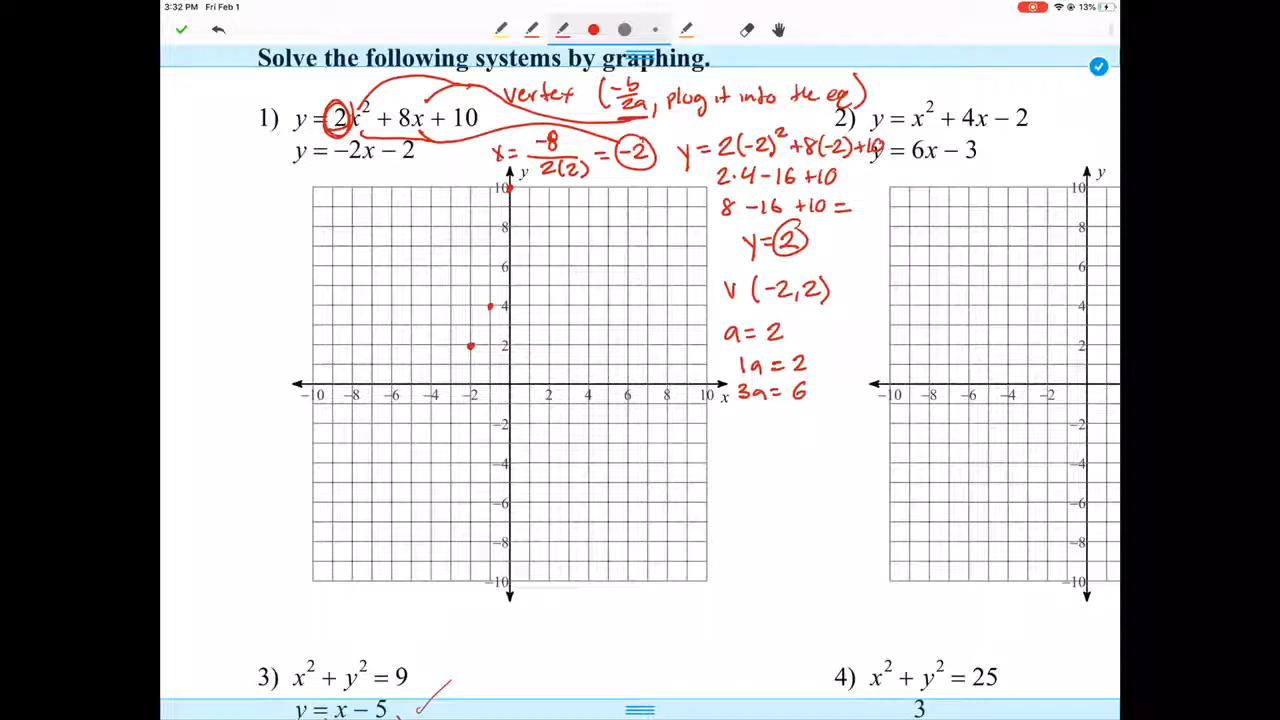 3:32 PM Fri Feb 1
13%
Solve the following systems by graphing.
vertex (-b/2a, plug it into the eq)
1) y = 2x² + 8x + 10
y = −2x − 2
x = -8/2(2) = -2
y = 2(-2)² + 8(-2) + 10
2·4 - 16 + 10
8 - 16 + 10 =
y = 2
v (-2, 2)
a = 2
1a = 2
3a = 6
y
10
8
6
4
2
−10 −8 −6 −4 −2 2 4 6 8 10 x
−2
−4
−6
−8
−10
2) y = x² + 4x − 2
y = 6x − 3
y
10
8
6
4
2
−10 −8 −6 −4 −2
−2
−4
−6
−8
−10
3) x² + y² = 9
y = x − 5
4) x² + y² = 25
3